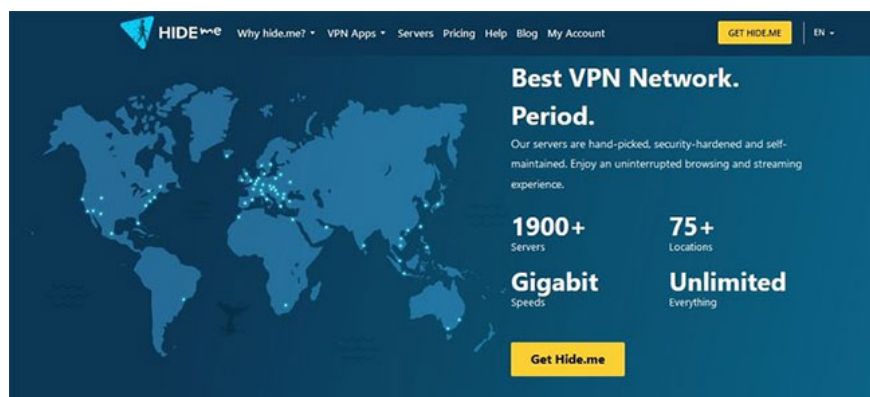 HIDE me Why hide.me? VPN Apps Servers Pricing Help Blog My Account GET HIDE.ME EN
Best VPN Network.
Period.
Our servers are hand-picked, security-hardened and self-
maintained. Enjoy an uninterrupted browsing and streaming
experience.
1900+ 75+
Servers Locations
Gigabit Unlimited
Speeds Everything
Get Hide.me